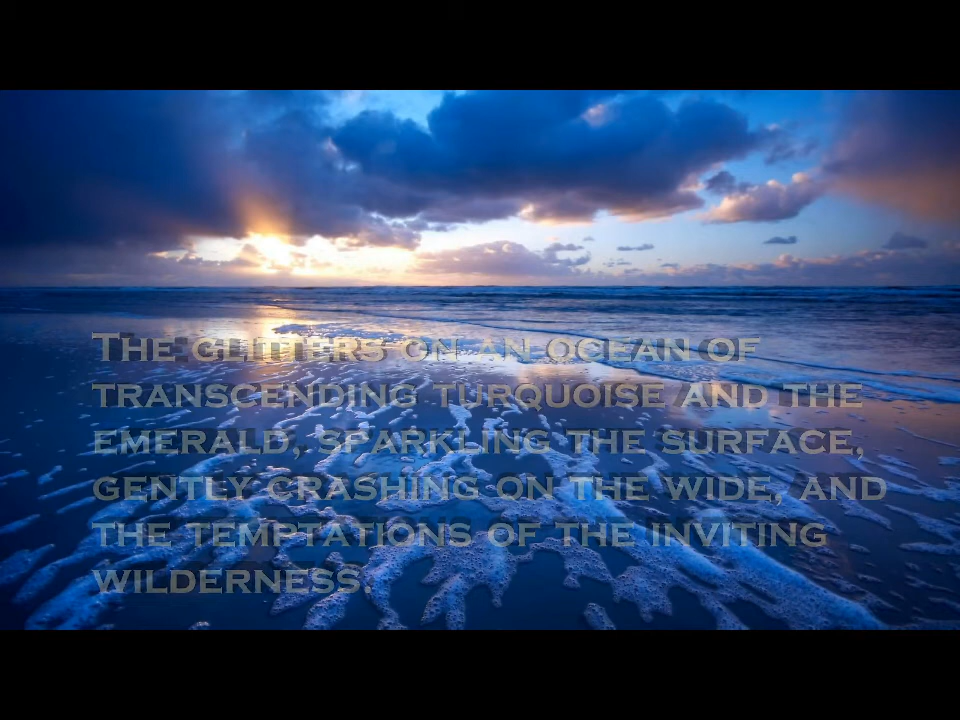 The glitters on an ocean of
transcending turquoise and the
emerald, sparkling the surface,
gently crashing on the wide, and
the temptations of the inviting
wilderness.